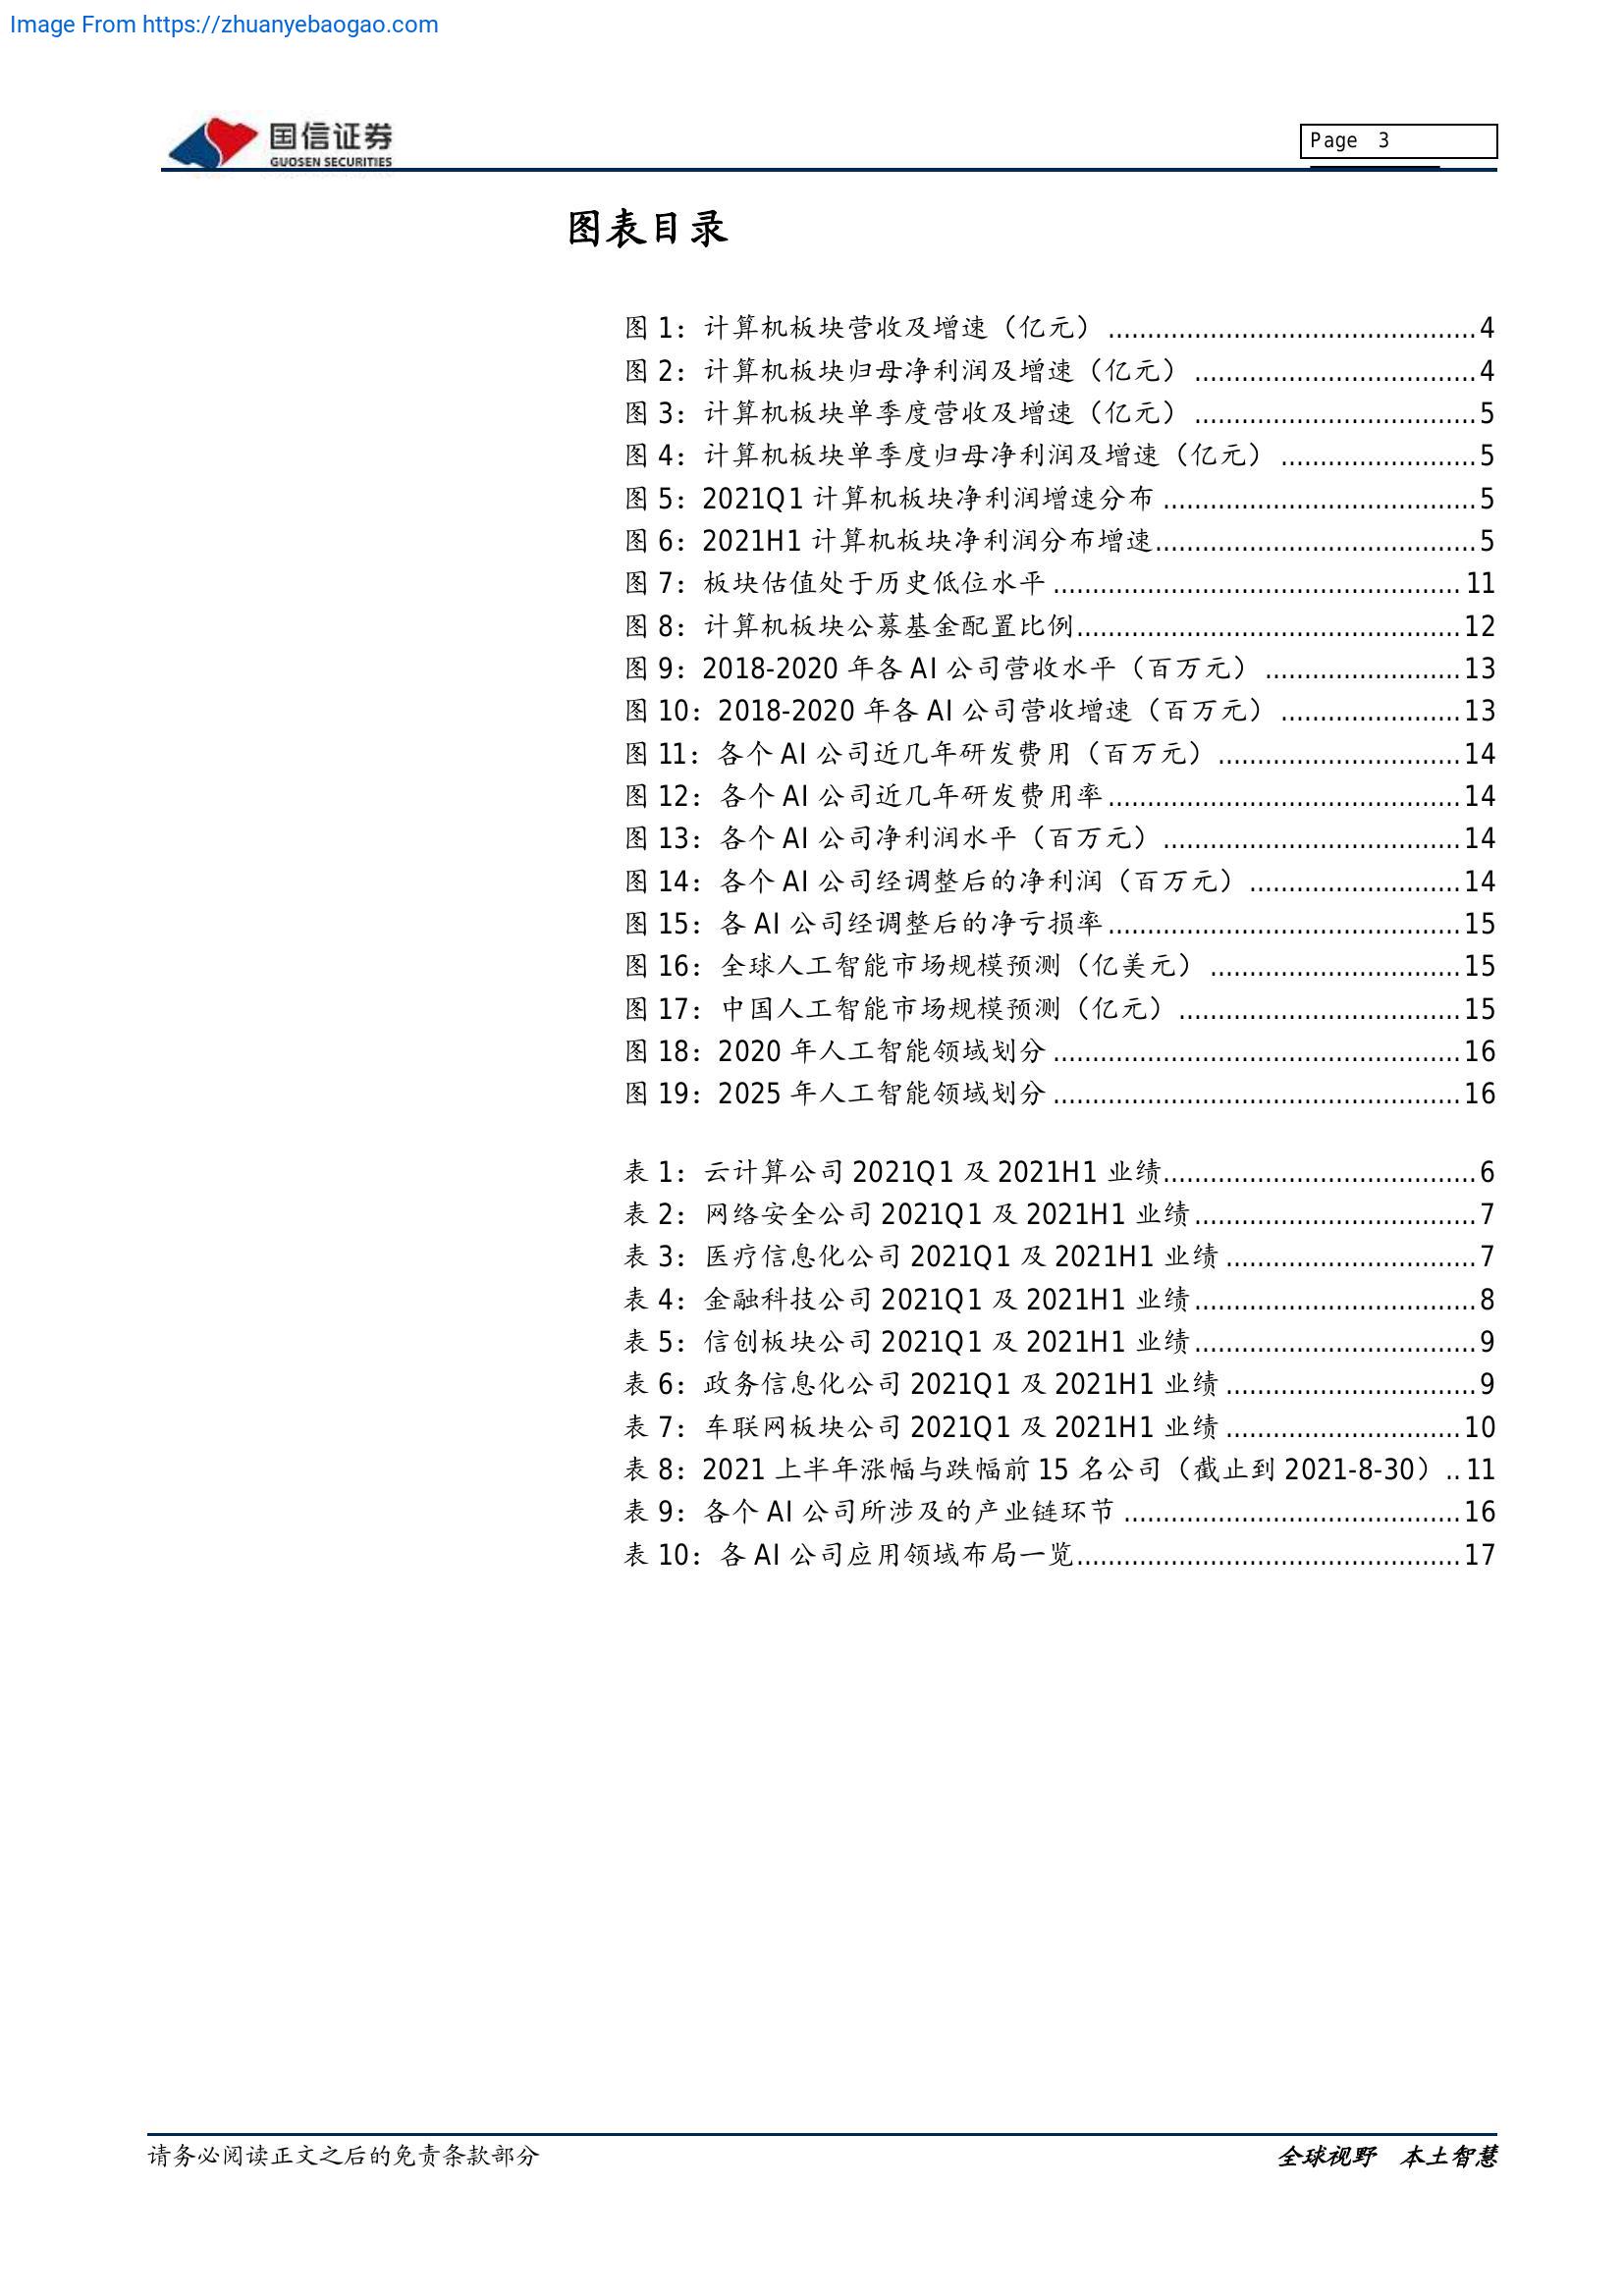 Image From https://zhuanyebaogao.com
国信证券
GUOSEN SECURITIES
Page 3
图表目录
图 1：计算机板块营收及增速（亿元）...............................................4
图 2：计算机板块归母净利润及增速（亿元）....................................4
图 3：计算机板块单季度营收及增速（亿元）....................................5
图 4：计算机板块单季度归母净利润及增速（亿元）.........................5
图 5：2021Q1 计算机板块净利润增速分布........................................5
图 6：2021H1 计算机板块净利润分布增速.........................................5
图 7：板块估值处于历史低位水平....................................................11
图 8：计算机板块公募基金配置比例.................................................12
图 9：2018-2020 年各 AI 公司营收水平（百万元）.........................13
图 10：2018-2020 年各 AI 公司营收增速（百万元）.......................13
图 11：各个 AI 公司近几年研发费用（百万元）...............................14
图 12：各个 AI 公司近几年研发费用率.............................................14
图 13：各个 AI 公司净利润水平（百万元）......................................14
图 14：各个 AI 公司经调整后的净利润（百万元）...........................14
图 15：各 AI 公司经调整后的净亏损率.............................................15
图 16：全球人工智能市场规模预测（亿美元）................................15
图 17：中国人工智能市场规模预测（亿元）....................................15
图 18：2020 年人工智能领域划分....................................................16
图 19：2025 年人工智能领域划分....................................................16
表 1：云计算公司 2021Q1 及 2021H1 业绩........................................6
表 2：网络安全公司 2021Q1 及 2021H1 业绩....................................7
表 3：医疗信息化公司 2021Q1 及 2021H1 业绩................................7
表 4：金融科技公司 2021Q1 及 2021H1 业绩....................................8
表 5：信创板块公司 2021Q1 及 2021H1 业绩....................................9
表 6：政务信息化公司 2021Q1 及 2021H1 业绩................................9
表 7：车联网板块公司 2021Q1 及 2021H1 业绩..............................10
表 8：2021 上半年涨幅与跌幅前 15 名公司（截止到 2021-8-30）..11
表 9：各个 AI 公司所涉及的产业链环节...........................................16
表 10：各 AI 公司应用领域布局一览.................................................17
请务必阅读正文之后的免责条款部分
全球视野 本土智慧